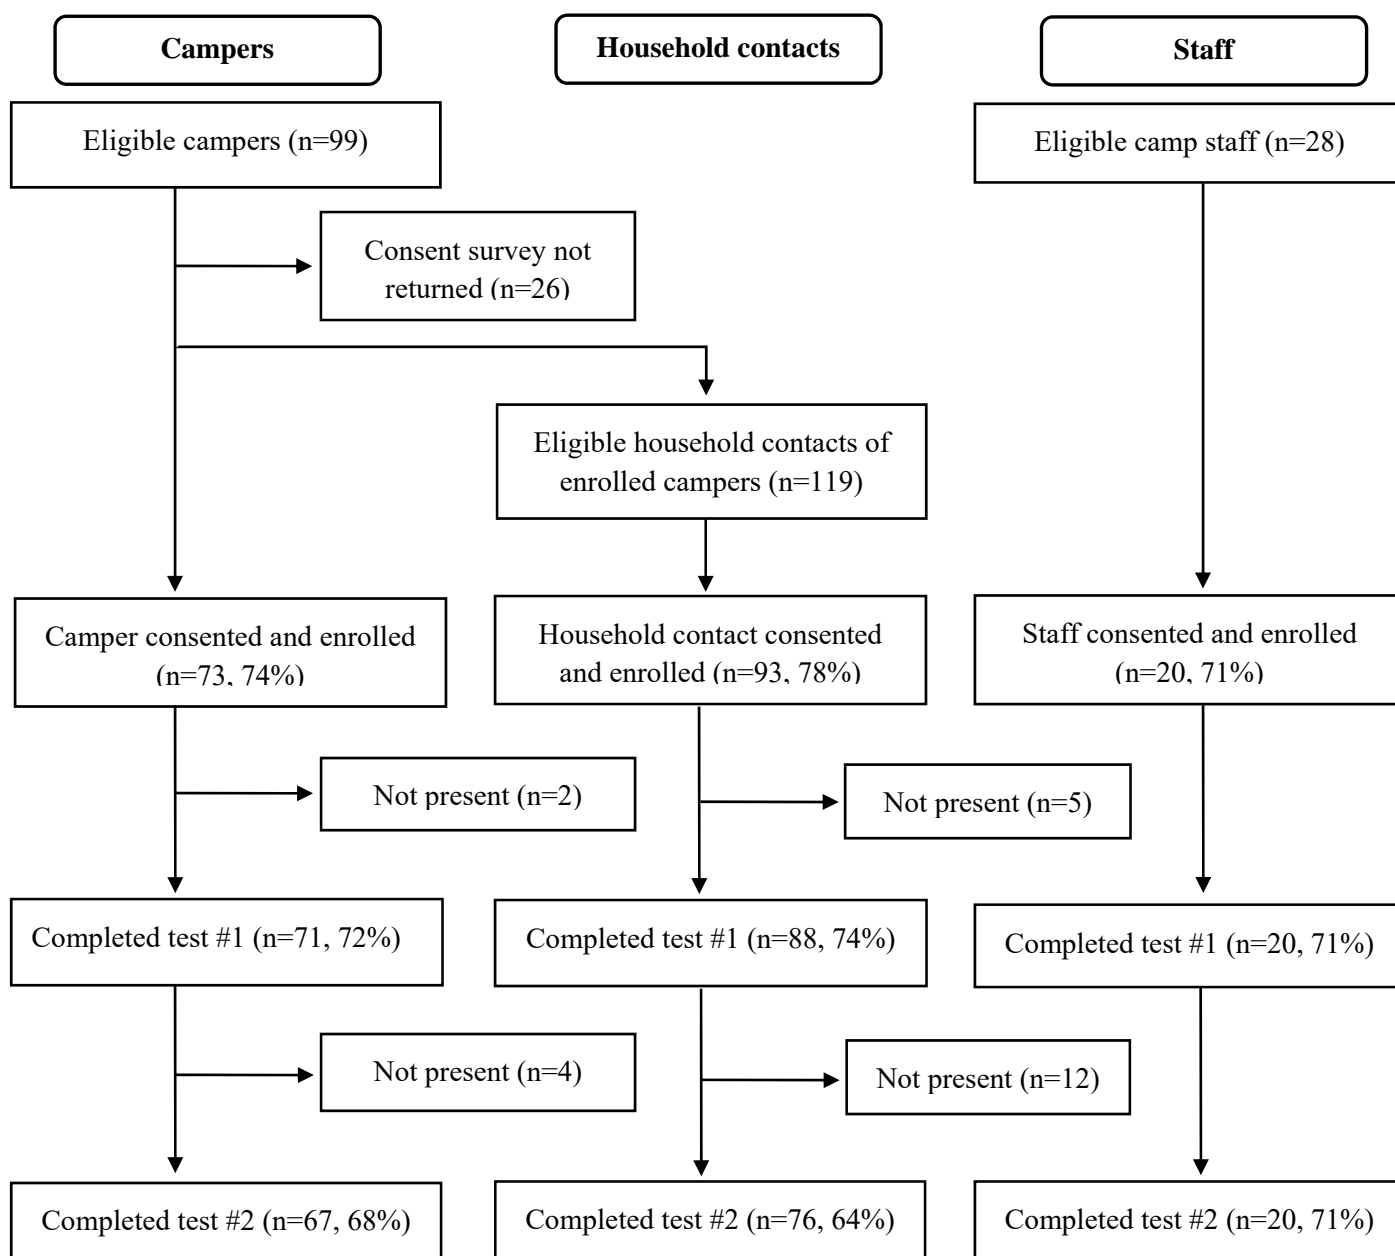 Campers
Household contacts
Staff
Eligible campers (n=99)
Eligible camp staff (n=28)
Consent survey not
returned (n=26)
Eligible household contacts of
enrolled campers (n=119)
Camper consented and enrolled
(n=73, 74%)
Household contact consented
and enrolled (n=93, 78%)
Staff consented and enrolled
(n=20, 71%)
Not present (n=2)
Not present (n=5)
Completed test #1 (n=71, 72%)
Completed test #1 (n=88, 74%)
Completed test #1 (n=20, 71%)
Not present (n=4)
Not present (n=12)
Completed test #2 (n=67, 68%)
Completed test #2 (n=76, 64%)
Completed test #2 (n=20, 71%)